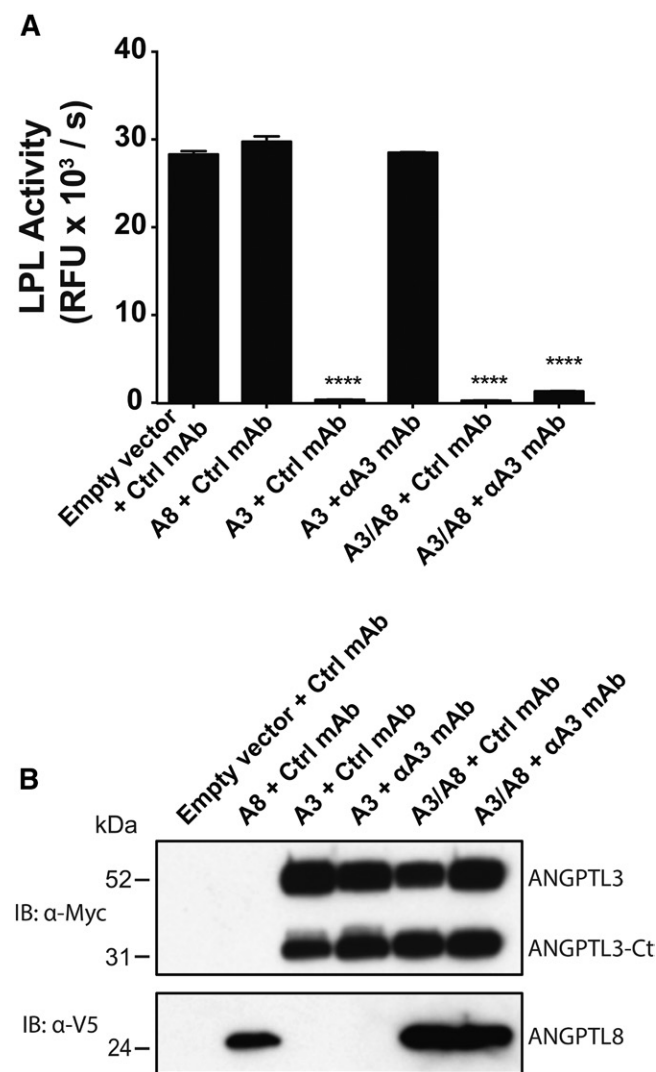 A
LPL Activity
(RFU x 10³ / s)
40
30
20
10
0
****
****
****
Empty vector
+ Ctrl mAb
A8 + Ctrl mAb
A3 + Ctrl mAb
A3 + αA3 mAb
A3/A8 + Ctrl mAb
A3/A8 + αA3 mAb
B
Empty vector + Ctrl mAb
A8 + Ctrl mAb
A3 + Ctrl mAb
A3 + αA3 mAb
A3/A8 + Ctrl mAb
A3/A8 + αA3 mAb
kDa
IB: α-Myc
52
ANGPTL3
31
ANGPTL3-Ct
IB: α-V5
24
ANGPTL8